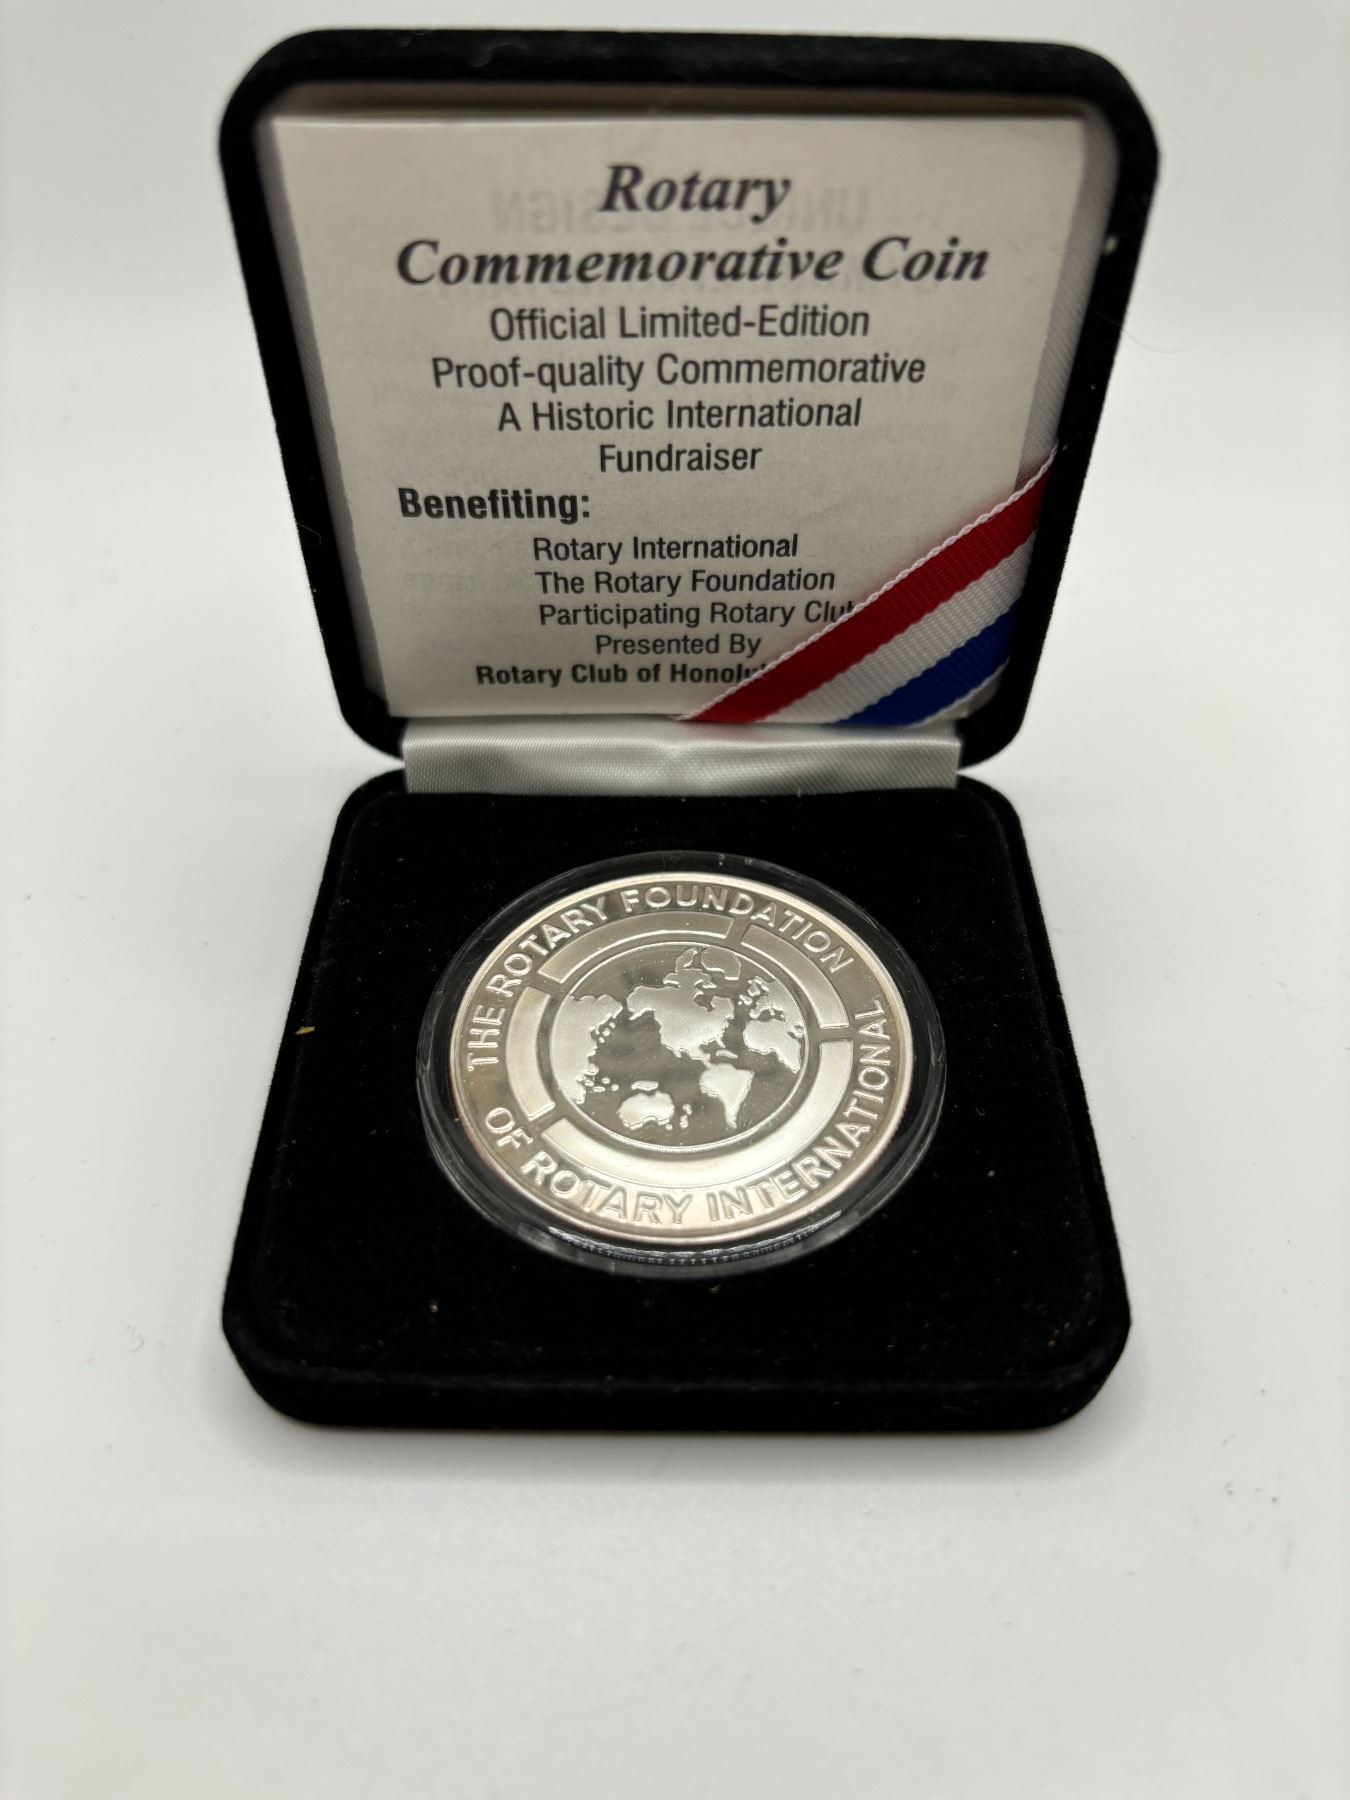 Rotary
Commemorative Coin
Official Limited-Edition
Proof-quality Commemorative
A Historic International
Fundraiser
Benefiting:
Rotary International
The Rotary Foundation
Participating Rotary
Presented By
Rotary Club of
THE ROTARY FOUNDATION
OF ROTARY INTERNATIONAL